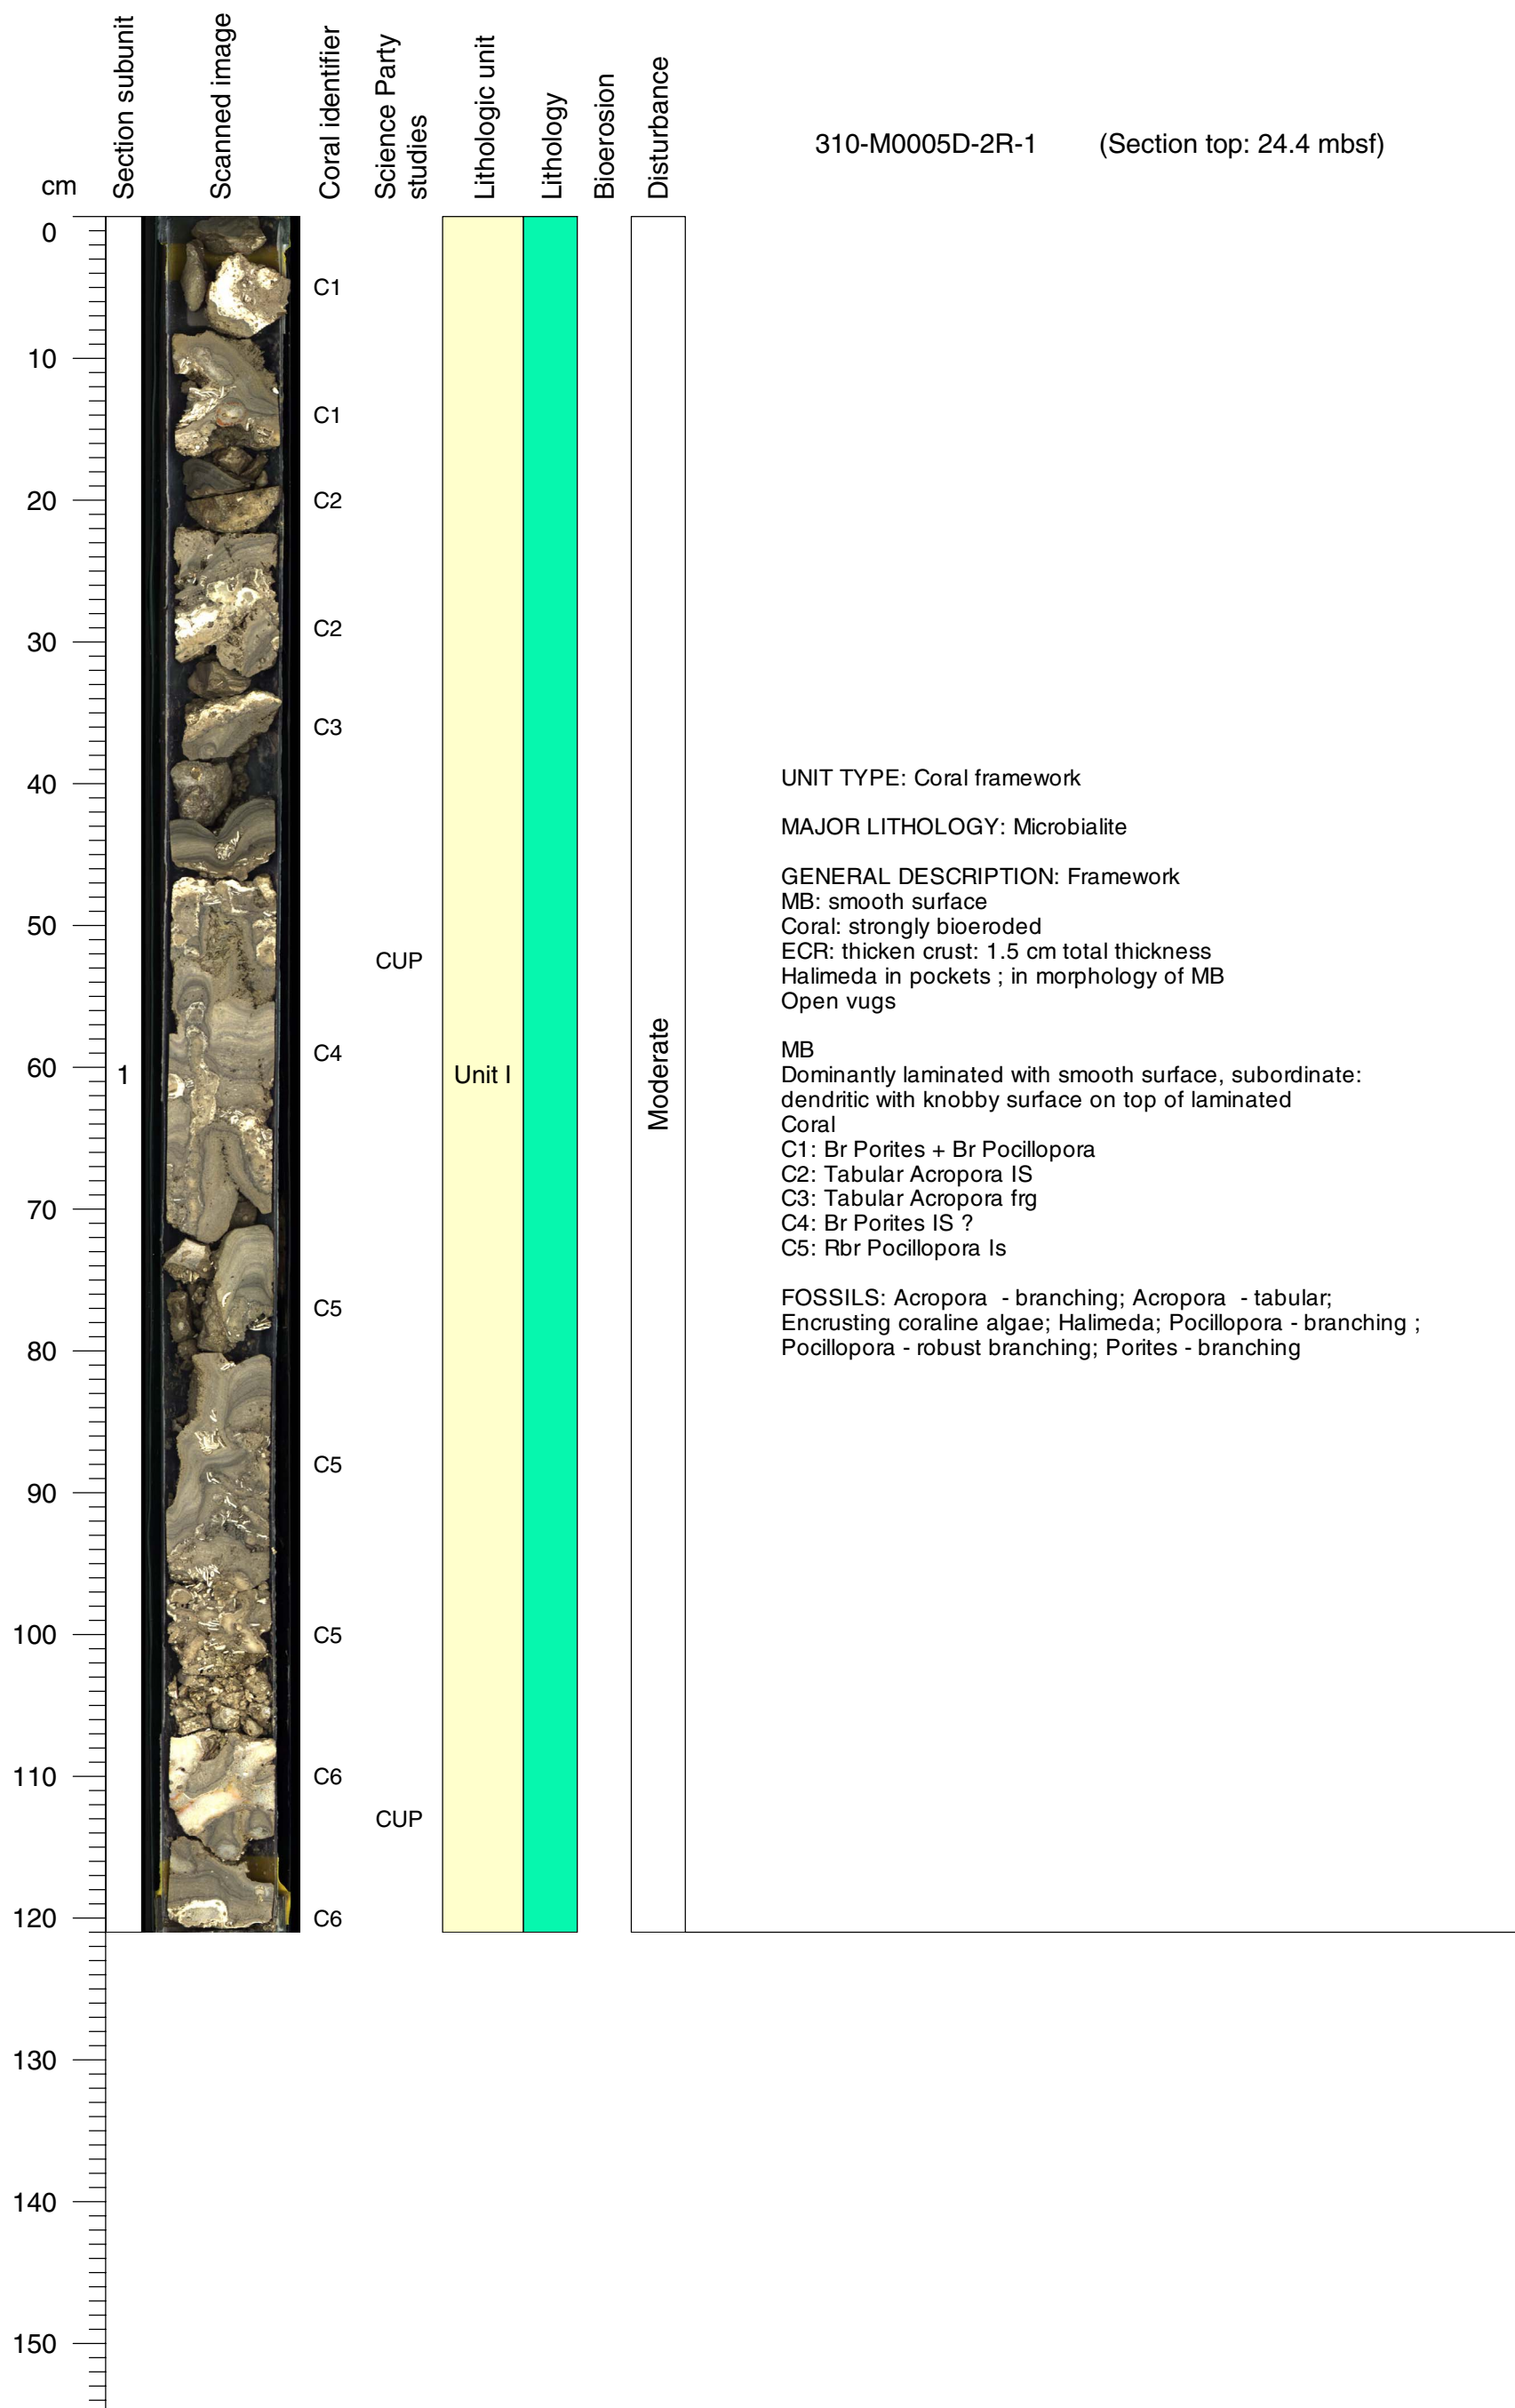 Section subunit
Scanned image
Coral identifier
Science Party studies
Lithologic unit
Lithology
Bioerosion
Disturbance
310-M0005D-2R-1 (Section top: 24.4 mbsf)
cm
0
C1
10
C1
20
C2
C2
30
C3
40
50
CUP
C4
60
1
Unit I
Moderate
70
C5
80
C5
90
100
C5
110
C6
CUP
120
C6
130
140
150
UNIT TYPE: Coral framework
MAJOR LITHOLOGY: Microbialite
GENERAL DESCRIPTION: Framework
MB: smooth surface
Coral: strongly bioeroded
ECR: thicken crust: 1.5 cm total thickness
Halimeda in pockets ; in morphology of MB
Open vugs
MB
Dominantly laminated with smooth surface, subordinate:
dendritic with knobby surface on top of laminated
Coral
C1: Br Porites + Br Pocillopora
C2: Tabular Acropora IS
C3: Tabular Acropora frg
C4: Br Porites IS ?
C5: Rbr Pocillopora Is
FOSSILS: Acropora - branching; Acropora - tabular;
Encrusting coraline algae; Halimeda; Pocillopora - branching ;
Pocillopora - robust branching; Porites - branching